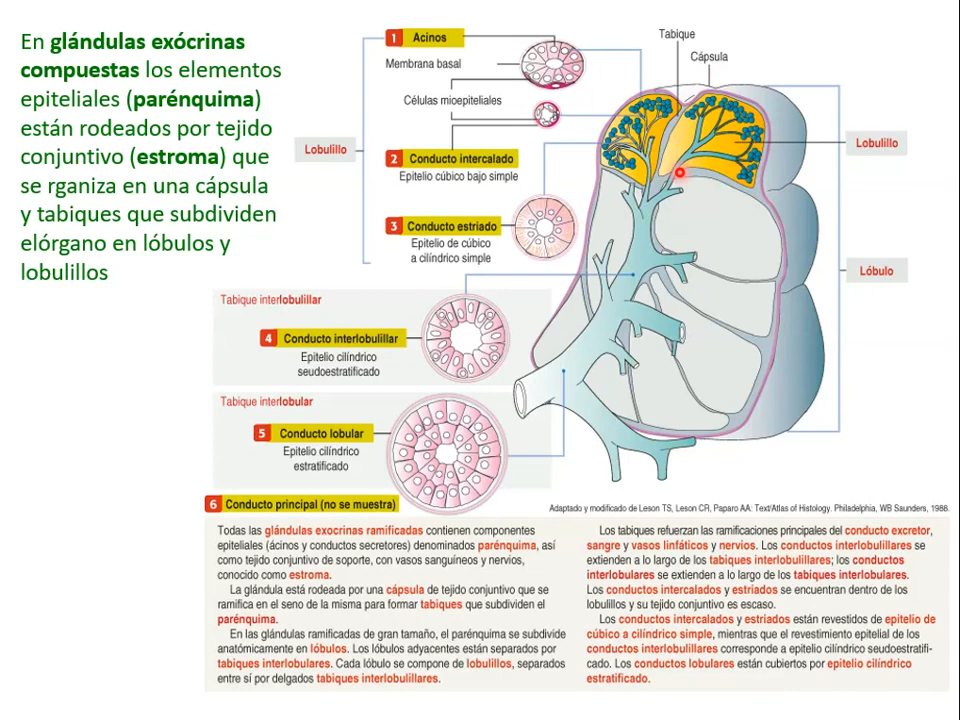 En glándulas exócrinas
compuestas los elementos
epiteliales (parénquima)
están rodeados por tejido
conjuntivo (estroma) que
se rganiza en una cápsula
y tabiques que subdividen
elórgano en lóbulos y
lobulillos
1 Acinos
Membrana basal
Células mioepiteliales
Lobulillo
2 Conducto intercalado
Epitelio cúbico bajo simple
3 Conducto estriado
Epitelio de cúbico
a cilíndrico simple
Tabique
Cápsula
Lobulillo
Lóbulo
Tabique interlobulillar
4 Conducto interlobulillar
Epitelio cilíndrico
seudoestratificado
Tabique interlobular
5 Conducto lobular
Epitelio cilíndrico
estratificado
6 Conducto principal (no se muestra)
Adaptado y modificado de Leson TS, Leson CR, Paparo AA: Text/Atlas of Histology. Philadelphia, WB Saunders, 1988.
Todas las glándulas exocrinas ramificadas contienen componentes
epiteliales (ácinos y conductos secretores) denominados parénquima, así
como tejido conjuntivo de soporte, con vasos sanguíneos y nervios,
conocido como estroma.
La glándula está rodeada por una cápsula de tejido conjuntivo que se
ramifica en el seno de la misma para formar tabiques que subdividen el
parénquima.
En las glándulas ramificadas de gran tamaño, el parénquima se subdivide
anatómicamente en lóbulos. Los lóbulos adyacentes están separados por
tabiques interlobulares. Cada lóbulo se compone de lobulillos, separados
entre sí por delgados tabiques interlobulillares.
Los tabiques refuerzan las ramificaciones principales del conducto excretor,
sangre y vasos linfáticos y nervios. Los conductos interlobulillares se
extienden a lo largo de los tabiques interlobulillares; los conductos
interlobulares se extienden a lo largo de los tabiques interlobulares.
Los conductos intercalados y estriados se encuentran dentro de los
lobulillos y su tejido conjuntivo es escaso.
Los conductos intercalados y estriados están revestidos de epitelio de
cúbico a cilíndrico simple, mientras que el revestimiento epitelial de los
conductos interlobulillares corresponde a epitelio cilíndrico seudoestratifi-
cado. Los conductos lobulares están cubiertos por epitelio cilíndrico
estratificado.